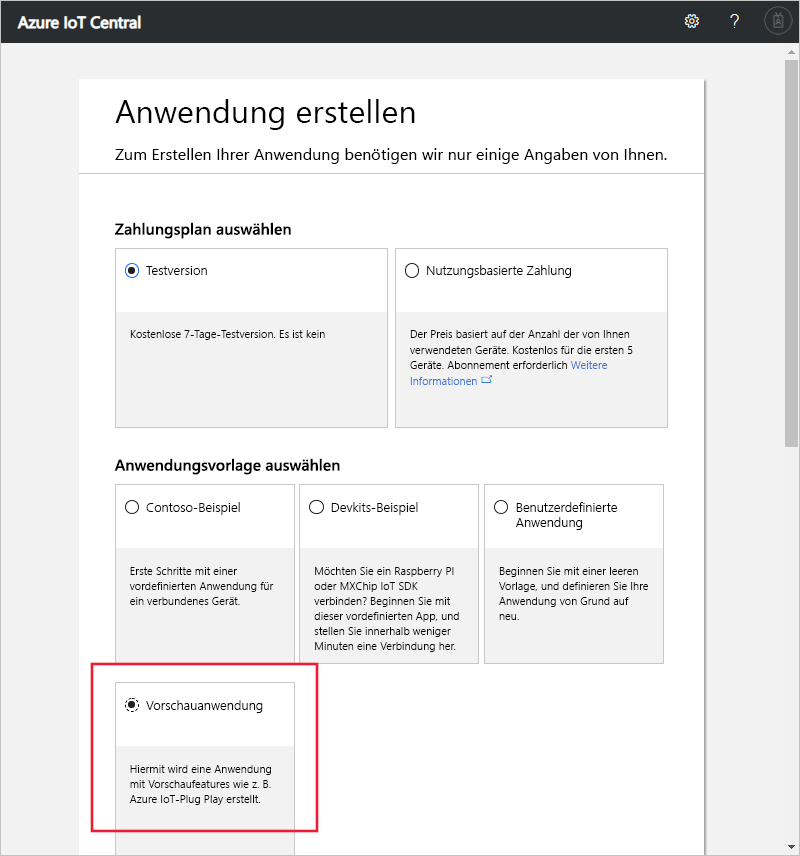 Azure IoT Central
?
Anwendung erstellen
Zum Erstellen Ihrer Anwendung benötigen wir nur einige Angaben von Ihnen.
Zahlungsplan auswählen
Testversion
Kostenlose 7-Tage-Testversion. Es ist kein
Nutzungsbasierte Zahlung
Der Preis basiert auf der Anzahl der von Ihnen
verwendeten Geräte. Kostenlos für die ersten 5
Geräte. Abonnement erforderlich Weitere
Informationen
Anwendungsvorlage auswählen
Contoso-Beispiel
Erste Schritte mit einer
vordefinierten Anwendung für
ein verbundenes Gerät.
Devkits-Beispiel
Möchten Sie ein Raspberry PI
oder MXChip IoT SDK
verbinden? Beginnen Sie mit
dieser vordefinierten App, und
stellen Sie innerhalb weniger
Minuten eine Verbindung her.
Benutzerdefinierte
Anwendung
Beginnen Sie mit einer leeren
Vorlage, und definieren Sie Ihre
Anwendung von Grund auf
neu.
Vorschauanwendung
Hiermit wird eine Anwendung
mit Vorschaufeatures wie z. B.
Azure IoT-Plug Play erstellt.